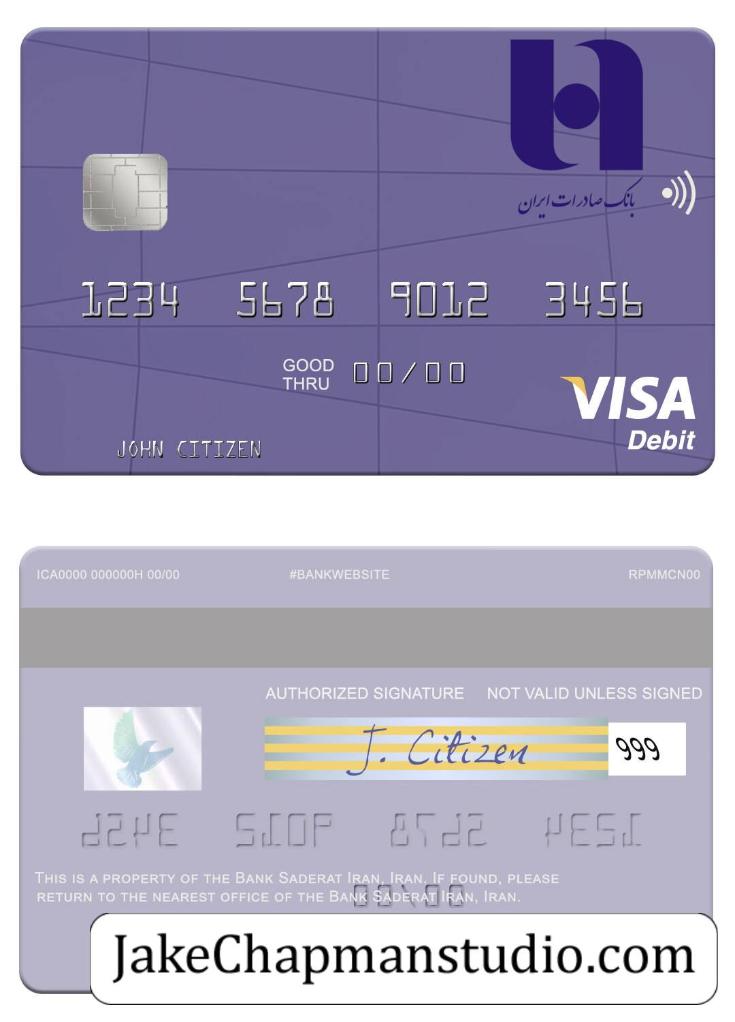 بانک صادرات ایران
1234 5678 9012 3456
GOOD
THRU 00/00
VISA
Debit
JOHN CITIZEN
ICA0000 000000H 00/00 #BANKWEBSITE RPMMCN00
AUTHORIZED SIGNATURE NOT VALID UNLESS SIGNED
J. Citizen 999
THIS IS A PROPERTY OF THE BANK SADERAT IRAN, IRAN. IF FOUND, PLEASE
RETURN TO THE NEAREST OFFICE OF THE BANK SADERAT IRAN, IRAN.
JakeChapmanstudio.com